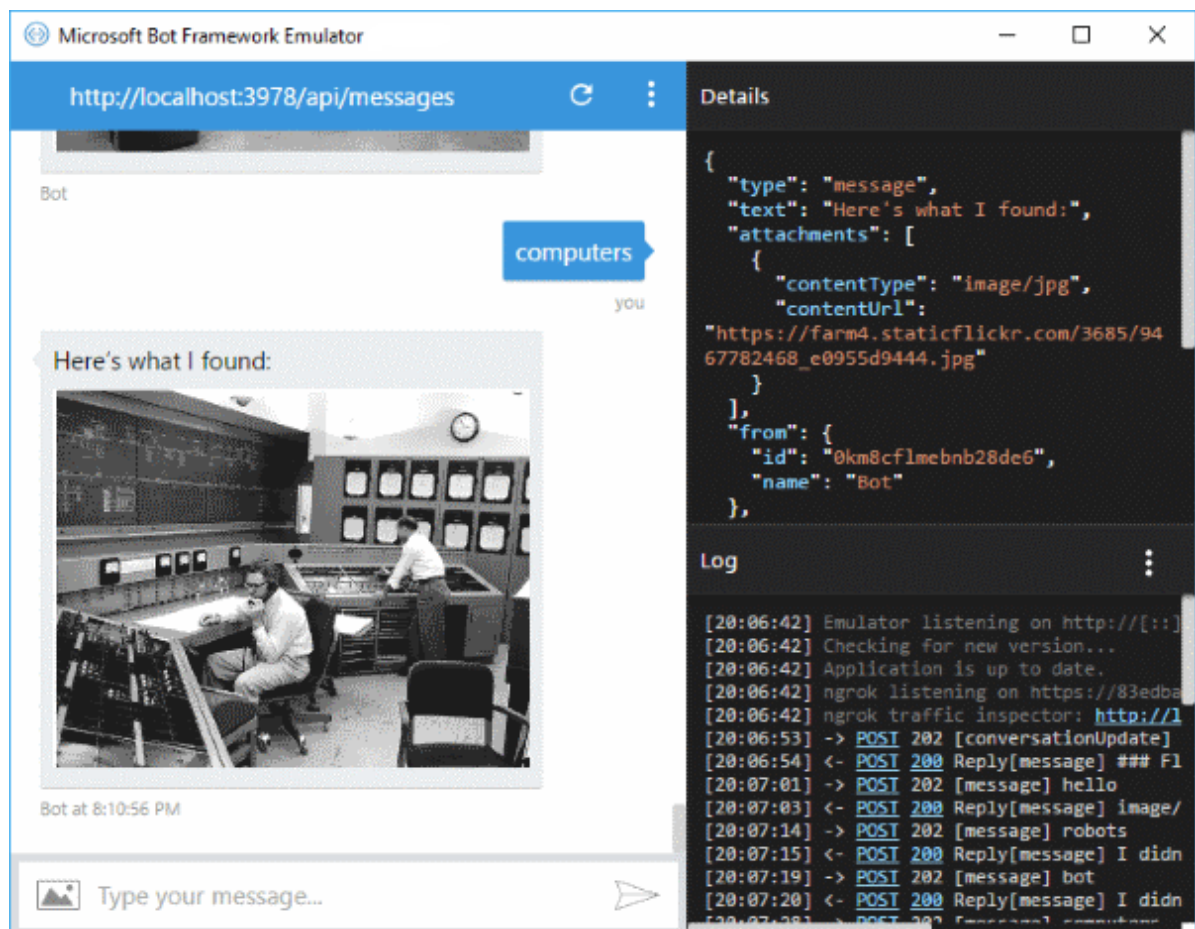 Microsoft Bot Framework Emulator
http://localhost:3978/api/messages
Bot
computers
you
Here's what I found:
Bot at 8:10:56 PM
Type your message...
Details
{
"type": "message",
"text": "Here's what I found:",
"attachments": [
{
"contentType": "image/jpg",
"contentUrl":
"https://farm4.staticflickr.com/3685/94
67782468_e0955d9444.jpg"
}
],
"from": {
"id": "0km8cflmebnb28de6",
"name": "Bot"
},
Log
[20:06:42] Emulator listening on http://[::]
[20:06:42] Checking for new version...
[20:06:42] Application is up to date.
[20:06:42] ngrok listening on https://83edba
[20:06:42] ngrok traffic inspector: http://l
[20:06:53] -> POST 202 [conversationUpdate]
[20:06:54] <- POST 200 Reply[message] ### Fl
[20:07:01] -> POST 202 [message] hello
[20:07:03] <- POST 200 Reply[message] image/
[20:07:14] -> POST 202 [message] robots
[20:07:15] <- POST 200 Reply[message] I didn
[20:07:19] -> POST 202 [message] bot
[20:07:20] <- POST 200 Reply[message] I didn
[20:07:28] -> POST 202 [message] computers